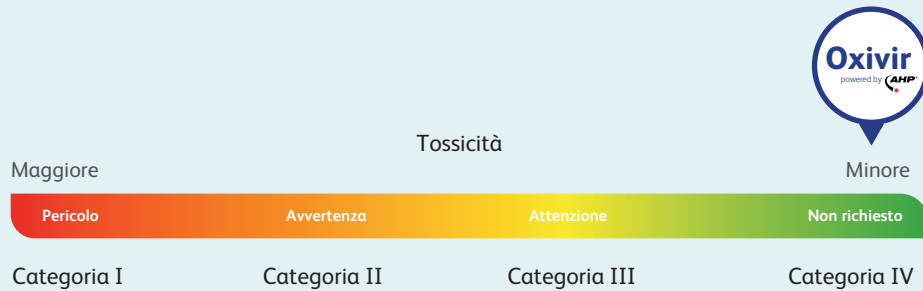 Oxivir
powered by AHP®
Tossicità
Maggiore
Minore
Pericolo
Avvertenza
Attenzione
Non richiesto
Categoria I
Categoria II
Categoria III
Categoria IV